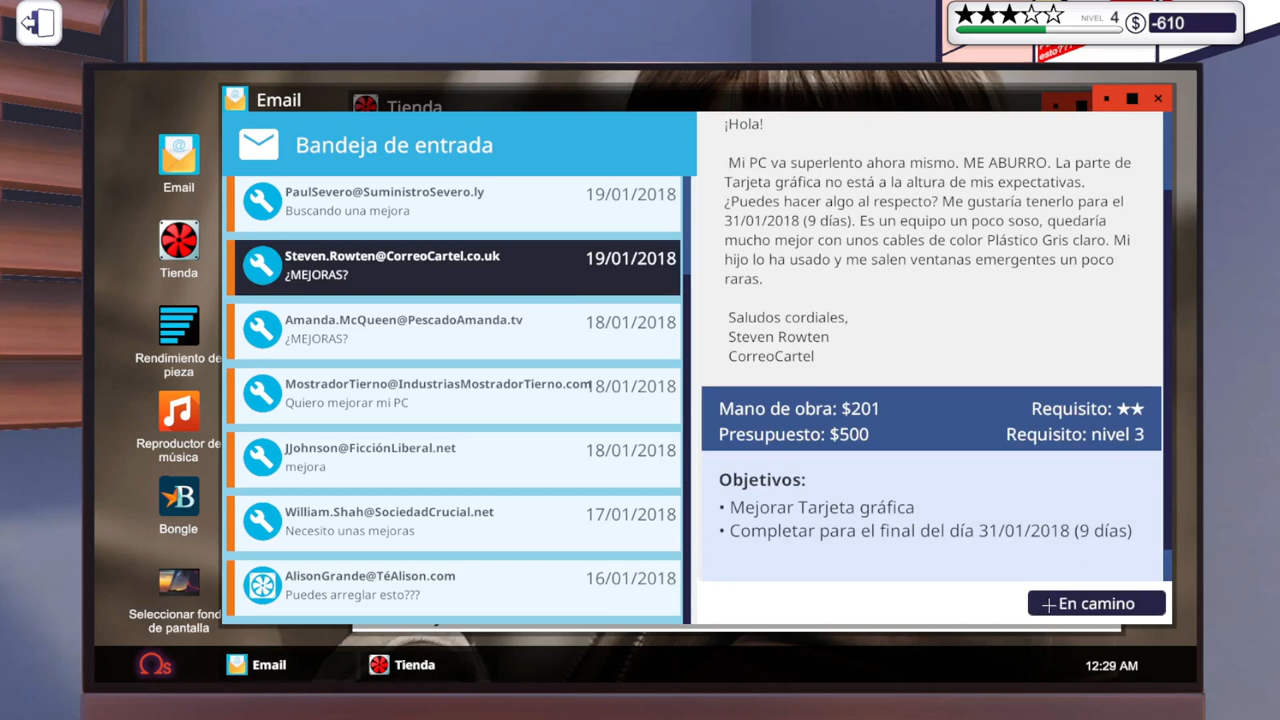 NIVEL 4
$ -610
esto???
Email
Tienda
Bandeja de entrada
Email
Tienda
Rendimiento de
pieza
Reproductor de
música
Bongle
Seleccionar fond
de pantalla
PaulSevero@SuministroSevero.ly
19/01/2018
Buscando una mejora
Steven.Rowten@CorreoCartel.co.uk
19/01/2018
¿MEJORAS?
Amanda.McQueen@PescadoAmanda.tv
18/01/2018
¿MEJORAS?
MostradorTierno@IndustriasMostradorTierno.com
18/01/2018
Quiero mejorar mi PC
JJohnson@FicciónLiberal.net
18/01/2018
mejora
William.Shah@SociedadCrucial.net
17/01/2018
Necesito unas mejoras
AlisonGrande@TéAlison.com
16/01/2018
Puedes arreglar esto???
¡Hola!
Mi PC va superlento ahora mismo. ME ABURRO. La parte de
Tarjeta gráfica no está a la altura de mis expectativas.
¿Puedes hacer algo al respecto? Me gustaría tenerlo para el
31/01/2018 (9 días). Es un equipo un poco soso, quedaría
mucho mejor con unos cables de color Plástico Gris claro. Mi
hijo lo ha usado y me salen ventanas emergentes un poco
raras.
Saludos cordiales,
Steven Rowten
CorreoCartel
Mano de obra: $201
Requisito: ★★
Presupuesto: $500
Requisito: nivel 3
Objetivos:
• Mejorar Tarjeta gráfica
• Completar para el final del día 31/01/2018 (9 días)
+En camino
Ωs
Email
Tienda
12:29 AM